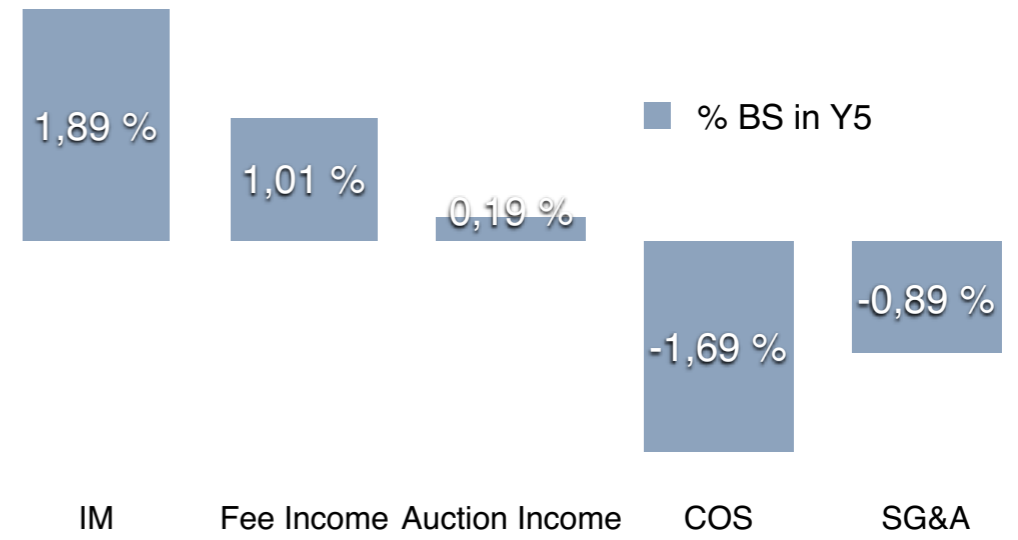 % BS in Y5
1,89 %
1,01 %
0,19 %
-1,69 %
-0,89 %
IM
Fee Income
Auction Income
COS
SG&A